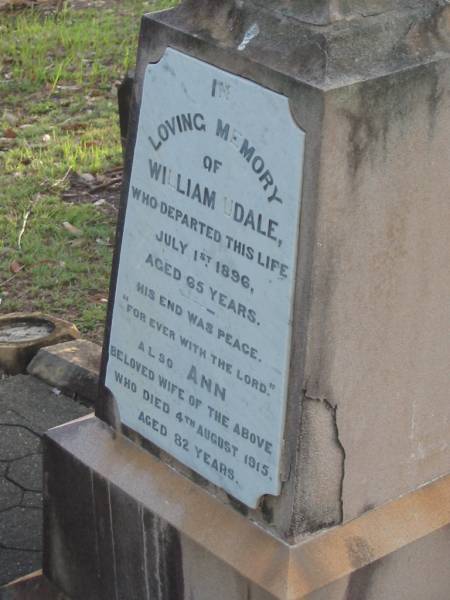 IN
LOVING MEMORY
OF
WILLIAM UDALE,
WHO DEPARTED THIS LIFE
JULY 1ST 1896,
AGED 65 YEARS.
HIS END WAS PEACE.
"FOR EVER WITH THE LORD."
ALSO ANN
BELOVED WIFE OF THE ABOVE
WHO DIED 4TH AUGUST 1915,
AGED 82 YEARS.